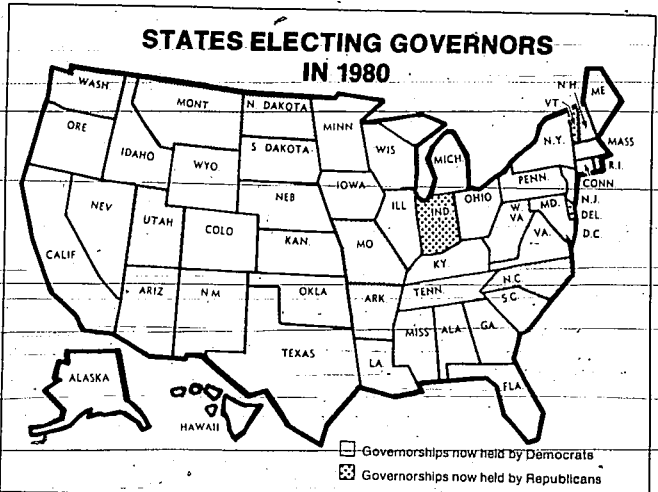 STATES ELECTING GOVERNORS
IN 1980
WASH
MONT
N. DAKOTA
MINN
N.H.
ME
VT.
ORE
IDAHO
WYO.
S DAKOTA
WIS
MICH
N.Y.
MASS
R.I.
CONN.
NEV
UTAH
COLO
NEB
IOWA
ILL
IND.
OHIO
PENN.
N.J.
DEL.
D.C.
W. VA
MD.
VA.
CALIF
ARIZ
N M
KAN.
MO
KY.
OKLA
ARK
TENN.
N.C.
S C.
TEXAS
LA.
MISS
ALA
GA.
FLA.
ALASKA
HAWAII
Governorships now held by Democrats
Governorships now held by Republicans